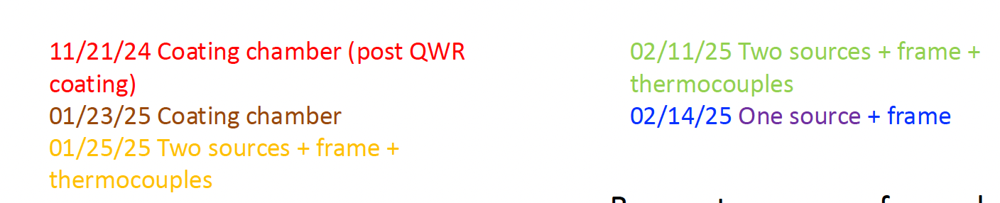 11/21/24 Coating chamber (post QWR
coating)
01/23/25 Coating chamber
01/25/25 Two sources + frame +
thermocouples
02/11/25 Two sources + frame +
thermocouples
02/14/25 One source + frame